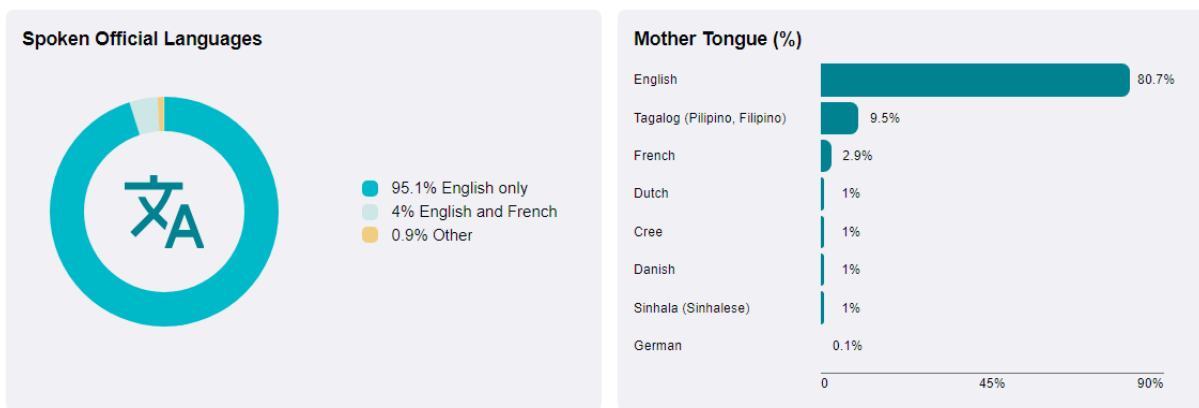 Spoken Official Languages
文A
95.1% English only
4% English and French
0.9% Other
Mother Tongue (%)
English 80.7%
Tagalog (Pilipino, Filipino) 9.5%
French 2.9%
Dutch 1%
Cree 1%
Danish 1%
Sinhala (Sinhalese) 1%
German 0.1%
0 45% 90%